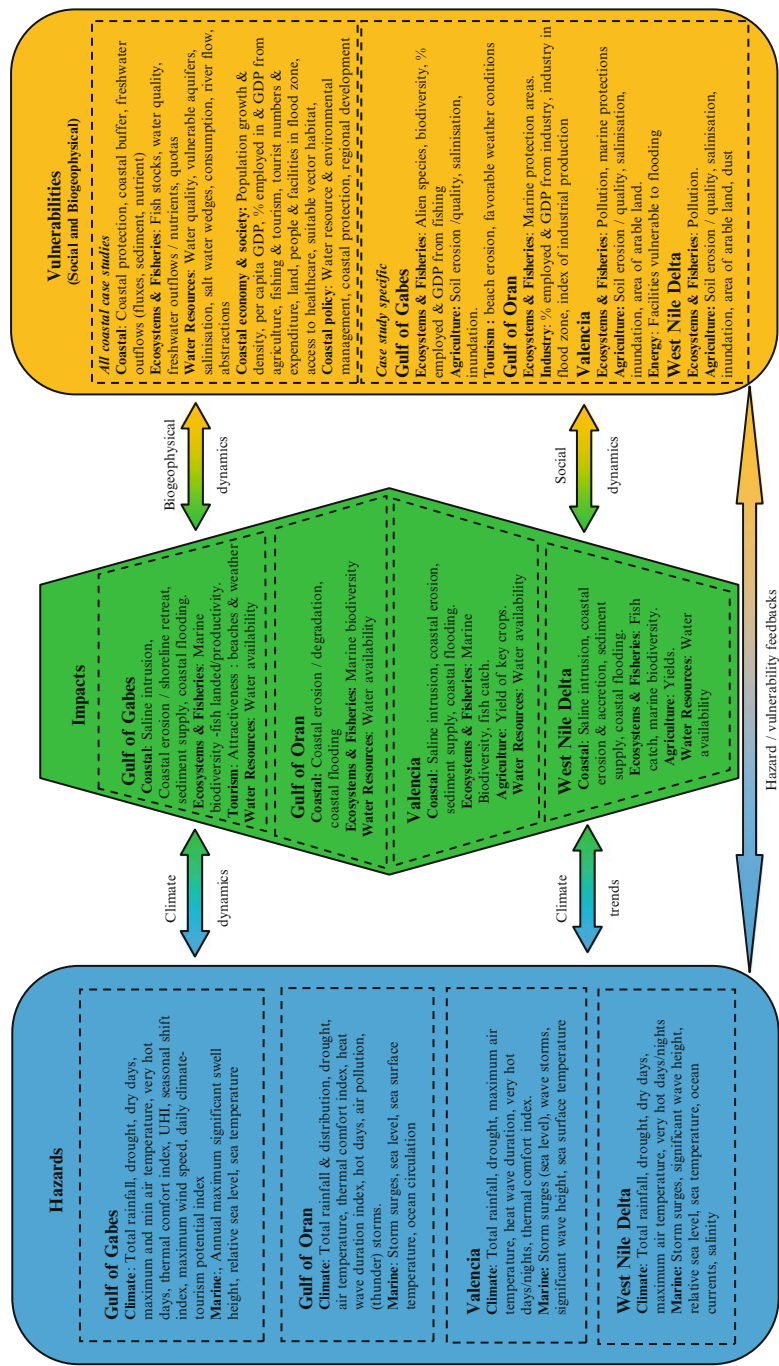 Hazards
Gulf of Gabes
Climate: Total rainfall, drought, dry days,
maximum and min air temperature, very hot
days, thermal comfort index, UHI, seasonal shift
index, maximum wind speed, daily climate-
tourism potential index
Marine:, Annual maximum significant swell
height, relative sea level, sea temperature
Gulf of Oran
Climate: Total rainfall & distribution, drought,
air temperature, thermal comfort index, heat
wave duration index, hot days, air pollution,
(thunder) storms.
Marine: Storm surges, sea level, sea surface
temperature, ocean circulation
Valencia
Climate: Total rainfall, drought, maximum air
temperature, heat wave duration, very hot
days/nights, thermal comfort index.
Marine: Storm surges (sea level), wave storms,
significant wave height, sea surface temperature
West Nile Delta
Climate: Total rainfall, drought, dry days,
maximum air temperature, very hot days/nights
Marine: Storm surges, significant wave height,
relative sea level, sea temperature, ocean
currents, salinity
Climate
dynamics
Climate
trends
Impacts
Gulf of Gabes
Coastal: Saline intrusion,
Coastal erosion / shoreline retreat,
/ sediment supply, coastal flooding.
Ecosystems & Fisheries: Marine
biodiversity -fish landed/productivity.
Tourism: Attractiveness : beaches & weather
Water Resources: Water availability
Gulf of Oran
Coastal: Coastal erosion / degradation,
coastal flooding
Ecosystems & Fisheries: Marine biodiversity
Water Resources: Water availability
Valencia
Coastal: Saline intrusion, coastal erosion,
sediment supply, coastal flooding.
Ecosystems & Fisheries: Marine
Biodiversity, fish catch.
Agriculture: Yield of key crops.
Water Resources: Water availability
West Nile Delta
Coastal: Saline intrusion, coastal
erosion & accretion, sediment
supply, coastal flooding.
Ecosystems & Fisheries: Fish
catch, marine biodiversity.
Agriculture: Yields.
Water Resources: Water
availability
Biogeophysical
dynamics
Social
dynamics
Vulnerabilities
(Social and Biogeophysical)
All coastal case studies
Coastal: Coastal protection, coastal buffer, freshwater
outflows (fluxes, sediment, nutrient)
Ecosystems & Fisheries: Fish stocks, water quality,
freshwater outflows / nutrients, quotas
Water Resources: Water quality, vulnerable aquifers,
salinisation, salt water wedges, consumption, river flow,
abstractions
Coastal economy & society: Population growth &
density, per capita GDP, % employed in & GDP from
agriculture, fishing & tourism, tourist numbers &
expenditure, land, people & facilities in flood zone,
access to healthcare, suitable vector habitat,
Coastal policy: Water resource & environmental
management, coastal protection, regional development
Case study specific
Gulf of Gabes
Ecosystems & Fisheries: Alien species, biodiversity, %
employed & GDP from fishing
Agriculture: Soil erosion /quality, salinisation,
inundation.
Tourism : beach erosion, favorable weather conditions
Gulf of Oran
Ecosystems & Fisheries: Marine protection areas.
Industry: % employed & GDP from industry, industry in
flood zone, index of industrial production
Valencia
Ecosystems & Fisheries: Pollution, marine protections
Agriculture: Soil erosion / quality, salinisation,
inundation, area of arable land.
Energy: Facilities vulnerable to flooding
West Nile Delta
Ecosystems & Fisheries: Pollution.
Agriculture: Soil erosion / quality, salinisation,
inundation, area of arable land, dust
Hazard / vulnerability feedbacks